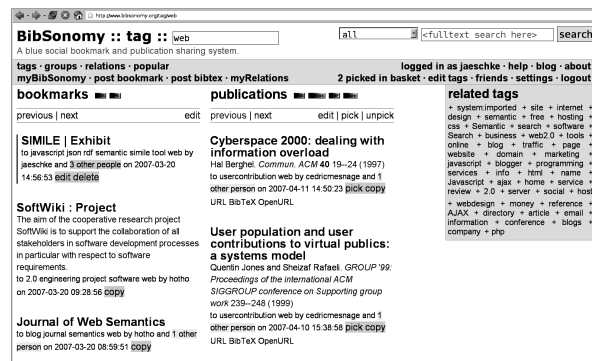 http://www.bibsonomy.org/tag/web
BibSonomy :: tag :: web
all
<fulltext search here>
search
A blue social bookmark and publication sharing system.
tags · groups · relations · popular
logged in as jaeschke · help · blog · about
myBibSonomy · post bookmark · post bibtex · myRelations
2 picked in basket · edit tags · friends · settings · logout
bookmarks
previous | next edit
SIMILE | Exhibit
to javascript json rdf semantic simile tool web by
jaeschke and 3 other people on 2007-03-20
14:56:53 edit delete
SoftWiki : Project
The aim of the cooperative research project
SoftWiki is to support the collaboration of all
stakeholders in software development processes
in particular with respect to software
requirements.
to 2.0 engineering project software web by hotho
on 2007-03-20 09:28:56 copy
Journal of Web Semantics
to blog journal semantics web by hotho and 1 other
person on 2007-03-20 08:59:51 copy
publications
previous | next edit | pick | unpick
Cyberspace 2000: dealing with
information overload
Hal Berghel. Commun. ACM 40 19--24 (1997)
to usercontribution web by cedricmesnage and 1
other person on 2007-04-11 14:50:23 pick copy
URL BibTeX OpenURL
User population and user
contributions to virtual publics:
a systems model
Quentin Jones and Sheizaf Rafaeli. GROUP '99:
Proceedings of the international ACM
SIGGROUP conference on Supporting group
work 239--248 (1999)
to usercontribution web by cedricmesnage and 1
other person on 2007-04-10 15:38:58 pick copy
URL BibTeX OpenURL
related tags
+ system:imported + site + internet +
design + semantic + free + hosting +
css + Semantic + search + software +
Search + business + web2.0 + tools +
online + blog + traffic + page +
website + domain + marketing +
javascript + blogger + programming +
services + info + html + name +
Javascript + ajax + home + service +
review + 2.0 + server + social + host
+ webdesign + money + reference +
AJAX + directory + article + email +
information + conference + blogs +
company + php